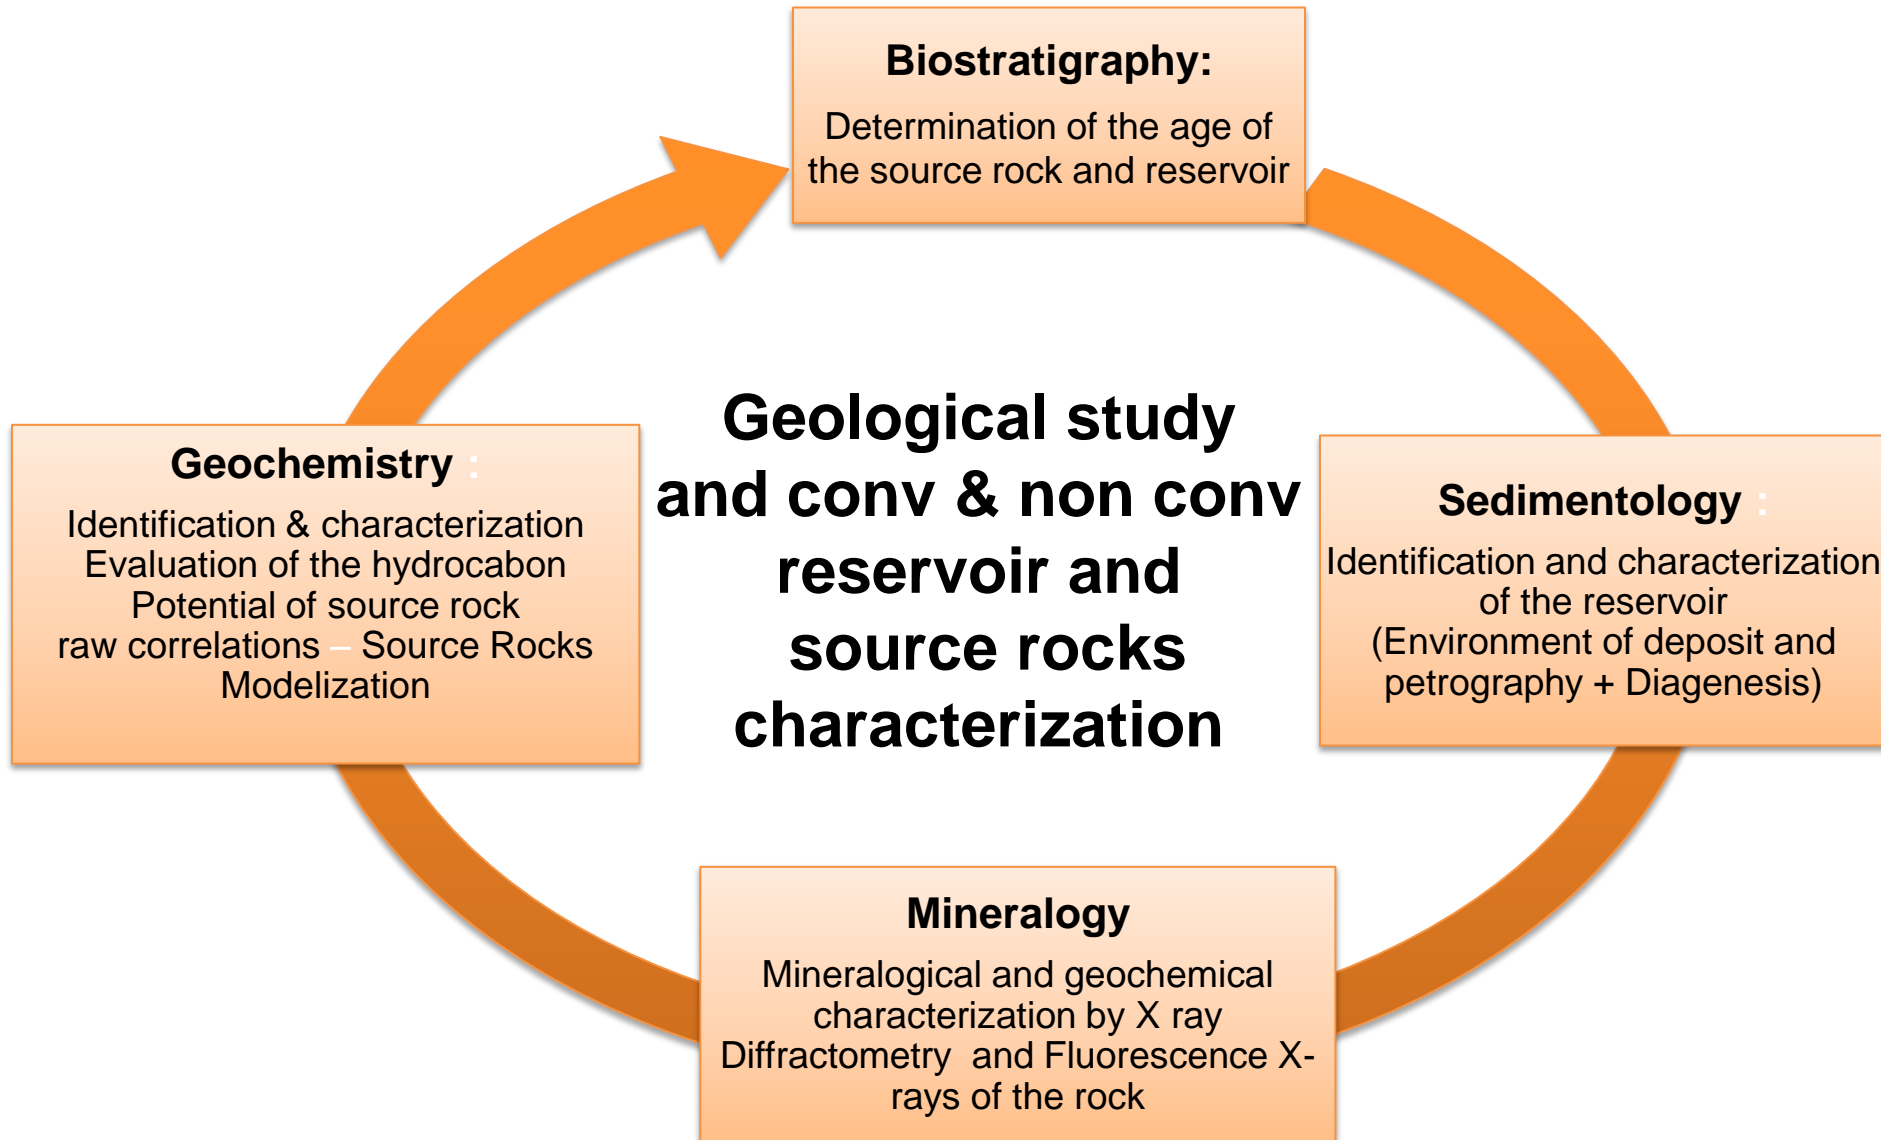 Biostratigraphy:
Determination of the age of
the source rock and reservoir
Geological study
and conv & non conv
reservoir and
source rocks
characterization
Geochemistry :
Identification & characterization
Evaluation of the hydrocabon
Potential of source rock
raw correlations – Source Rocks
Modelization
Sedimentology :
Identification and characterization
of the reservoir
(Environment of deposit and
petrography + Diagenesis)
Mineralogy
Mineralogical and geochemical
characterization by X ray
Diffractometry and Fluorescence X-
rays of the rock